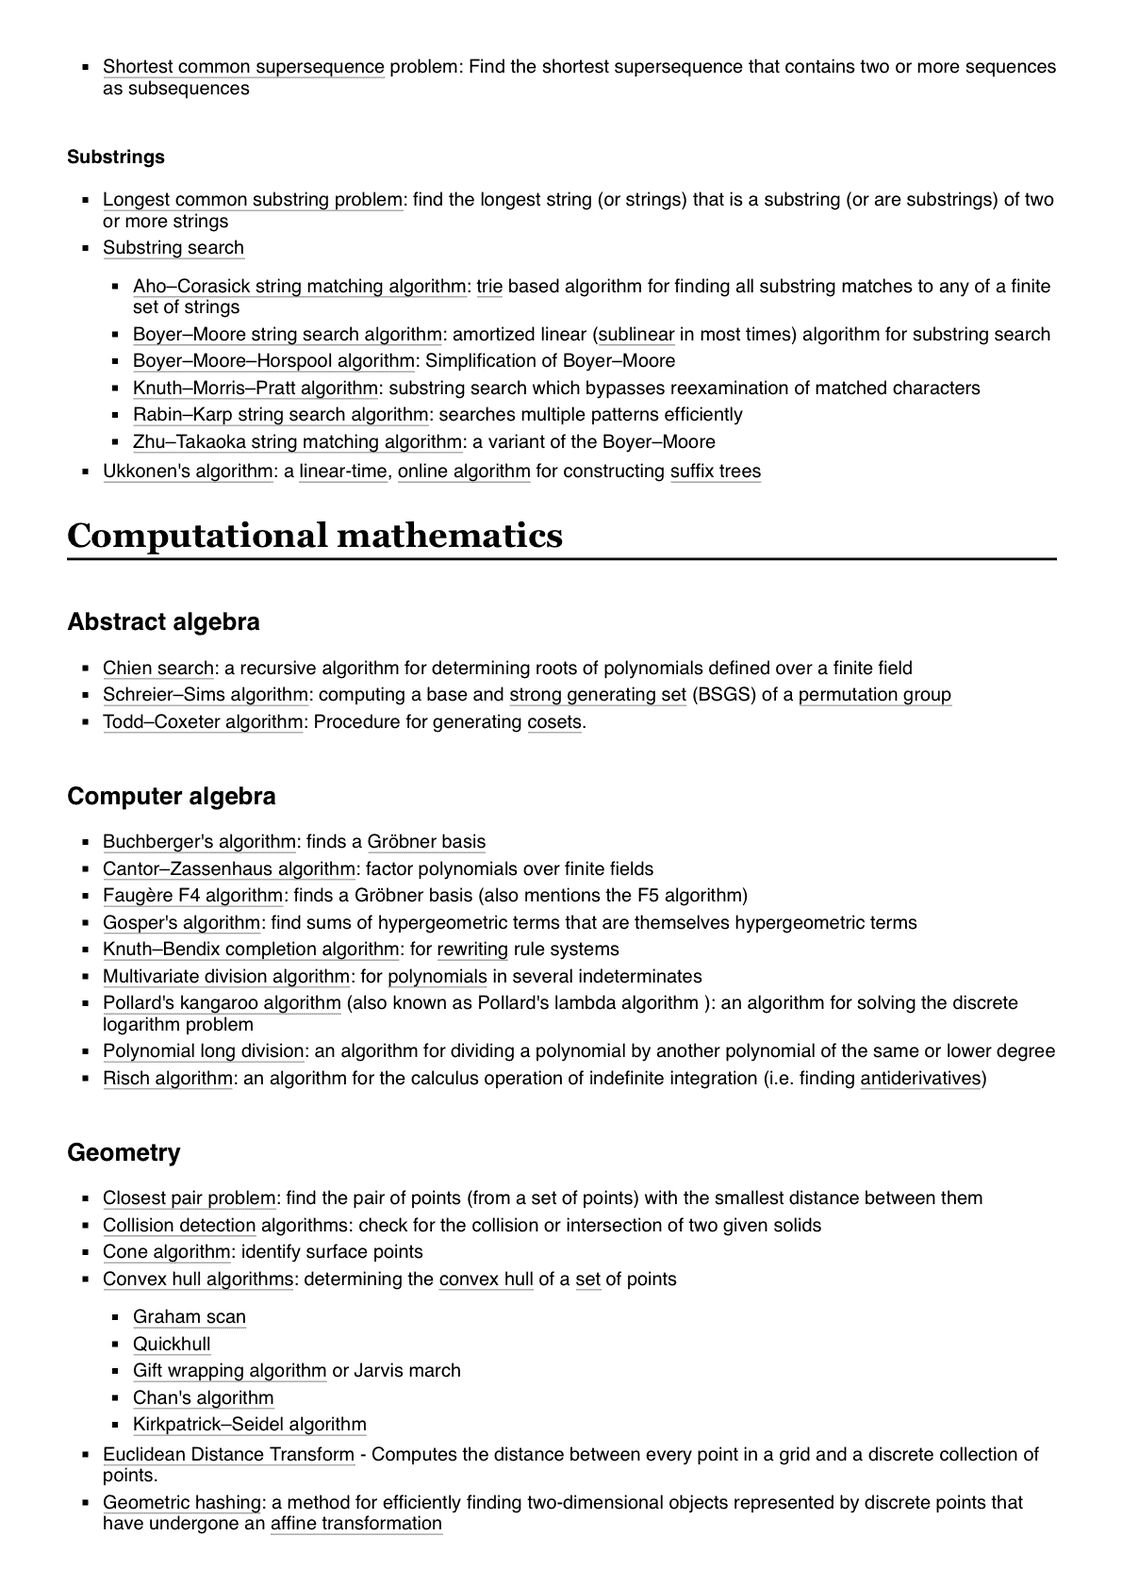 Shortest common supersequence problem: Find the shortest supersequence that contains two or more sequences
as subsequences
Substrings
Longest common substring problem: find the longest string (or strings) that is a substring (or are substrings) of two
or more strings
Substring search
Aho–Corasick string matching algorithm: trie based algorithm for finding all substring matches to any of a finite
set of strings
Boyer–Moore string search algorithm: amortized linear (sublinear in most times) algorithm for substring search
Boyer–Moore–Horspool algorithm: Simplification of Boyer–Moore
Knuth–Morris–Pratt algorithm: substring search which bypasses reexamination of matched characters
Rabin–Karp string search algorithm: searches multiple patterns efficiently
Zhu–Takaoka string matching algorithm: a variant of the Boyer–Moore
Ukkonen's algorithm: a linear-time, online algorithm for constructing suffix trees
Computational mathematics
Abstract algebra
Chien search: a recursive algorithm for determining roots of polynomials defined over a finite field
Schreier–Sims algorithm: computing a base and strong generating set (BSGS) of a permutation group
Todd–Coxeter algorithm: Procedure for generating cosets.
Computer algebra
Buchberger's algorithm: finds a Gröbner basis
Cantor–Zassenhaus algorithm: factor polynomials over finite fields
Faugère F4 algorithm: finds a Gröbner basis (also mentions the F5 algorithm)
Gosper's algorithm: find sums of hypergeometric terms that are themselves hypergeometric terms
Knuth–Bendix completion algorithm: for rewriting rule systems
Multivariate division algorithm: for polynomials in several indeterminates
Pollard's kangaroo algorithm (also known as Pollard's lambda algorithm ): an algorithm for solving the discrete
logarithm problem
Polynomial long division: an algorithm for dividing a polynomial by another polynomial of the same or lower degree
Risch algorithm: an algorithm for the calculus operation of indefinite integration (i.e. finding antiderivatives)
Geometry
Closest pair problem: find the pair of points (from a set of points) with the smallest distance between them
Collision detection algorithms: check for the collision or intersection of two given solids
Cone algorithm: identify surface points
Convex hull algorithms: determining the convex hull of a set of points
Graham scan
Quickhull
Gift wrapping algorithm or Jarvis march
Chan's algorithm
Kirkpatrick–Seidel algorithm
Euclidean Distance Transform - Computes the distance between every point in a grid and a discrete collection of
points.
Geometric hashing: a method for efficiently finding two-dimensional objects represented by discrete points that
have undergone an affine transformation